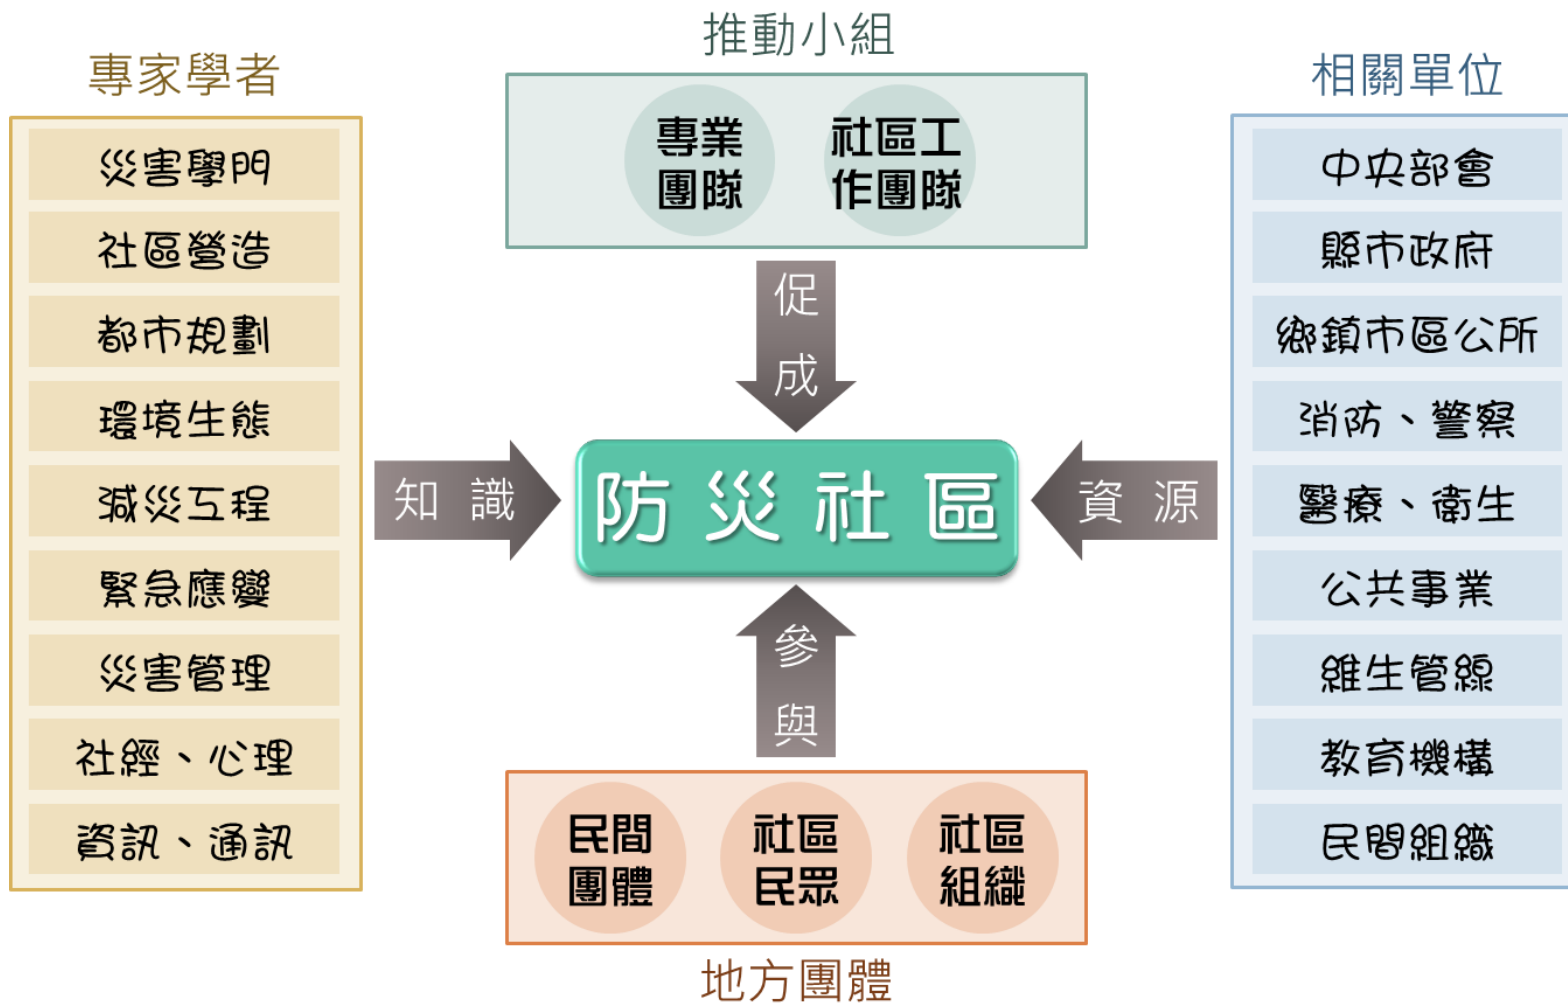 推動小組
專業
團隊
社區工
作團隊
專家學者
災害學門
社區營造
都市規劃
環境生態
減災工程
緊急應變
災害管理
社經、心理
資訊、通訊
促
成
知識
防災社區
資源
參
與
相關單位
中央部會
縣市政府
鄉鎮市區公所
消防、警察
醫療、衛生
公共事業
維生管線
教育機構
民間組織
民間
團體
社區
民眾
社區
組織
地方團體